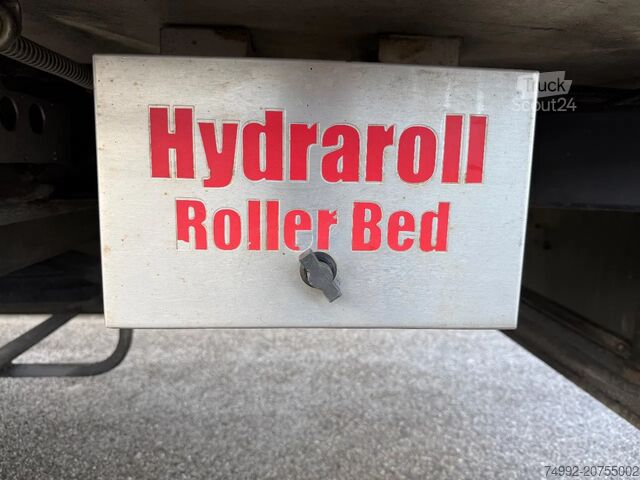 Truck
Scout24
Hydraroll
Roller Bed
74992-20755002